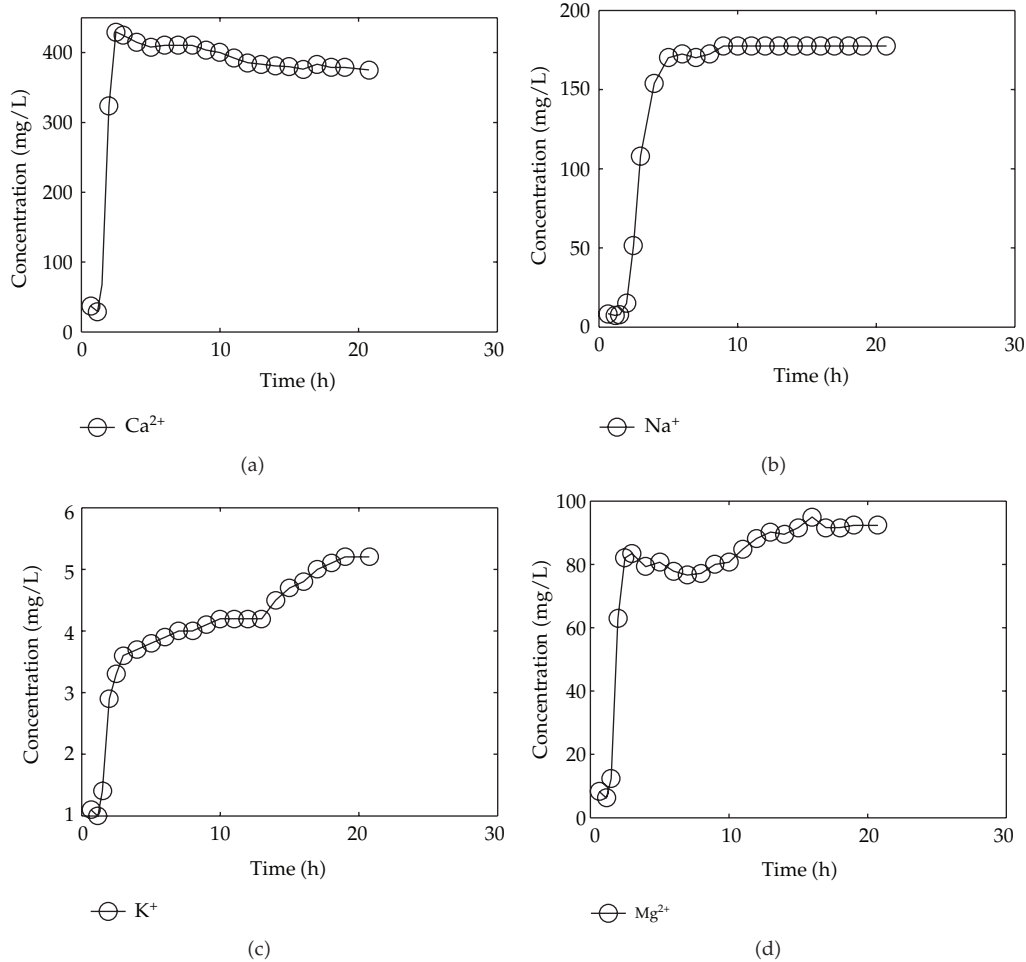 400
300
200
100
0
0
10
20
30
Concentration (mg/L)
Time (h)
Ca²⁺
(a)
200
150
100
50
0
0
10
20
30
Concentration (mg/L)
Time (h)
Na⁺
(b)
6
5
4
3
2
1
0
10
20
30
Concentration (mg/L)
Time (h)
K⁺
(c)
100
80
60
40
20
0
0
10
20
30
Concentration (mg/L)
Time (h)
Mg²⁺
(d)